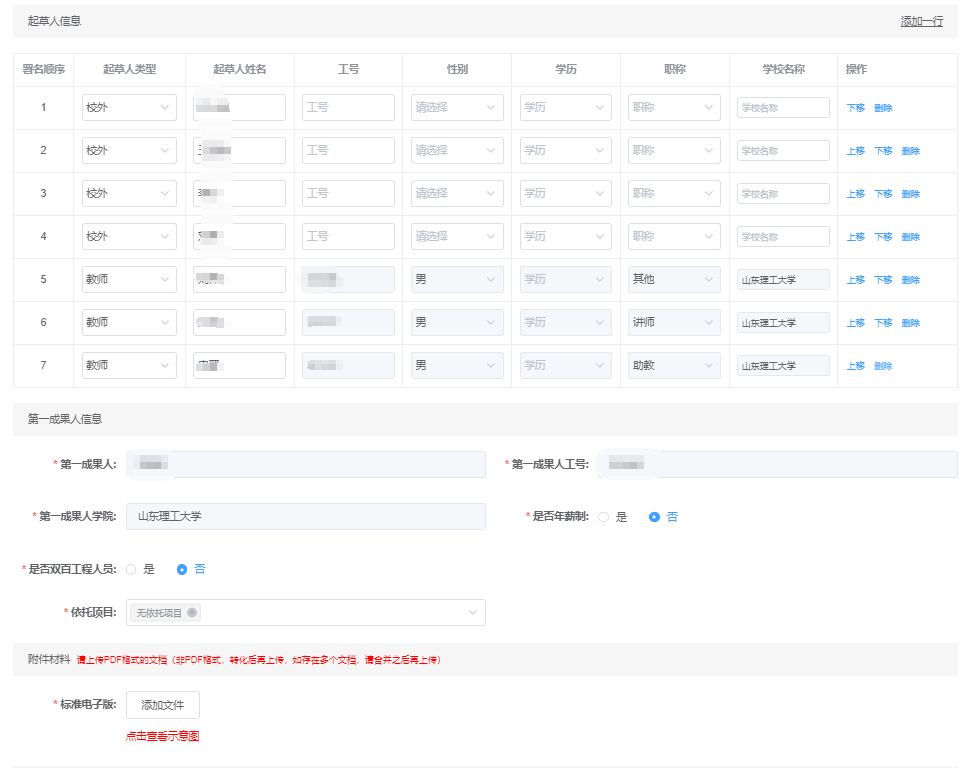 起草人信息 添加一行
署名顺序 起草人类型 起草人姓名 工号 性别 学历 职称 学校名称 操作
1 校外 工号 请选择 学历 职称 学校名称 下移 删除
2 校外 工号 请选择 学历 职称 学校名称 上移 下移 删除
3 校外 工号 请选择 学历 职称 学校名称 上移 下移 删除
4 校外 工号 请选择 学历 职称 学校名称 上移 下移 删除
5 教师 男 学历 其他 山东理工大学 上移 下移 删除
6 教师 男 学历 讲师 山东理工大学 上移 下移 删除
7 教师 男 学历 助教 山东理工大学 上移 删除
第一成果人信息
*第一成果人: *第一成果人工号:
*第一成果人学院: 山东理工大学 *是否年薪制: 是 否
*是否双百工程人员: 是 否
*依托项目: 无依托项目
附件材料 请上传PDF格式的文档（非PDF格式，转化后再上传，如存在多个文档，请合并之后再上传）
*标准电子版: 添加文件
点击查看示意图